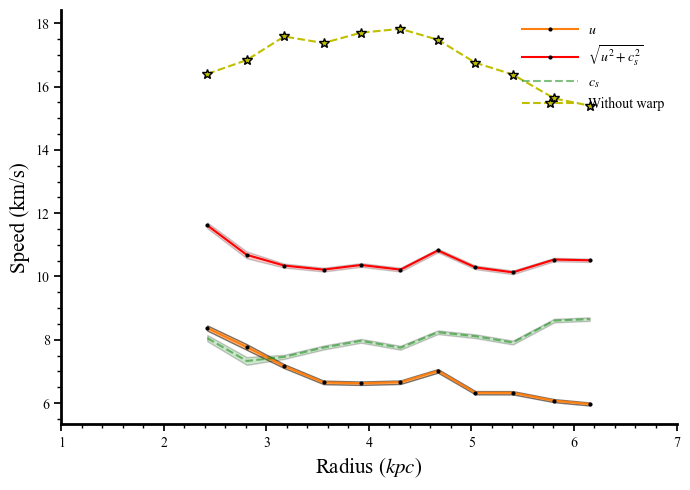 18
16
14
12
10
8
6
Speed (km/s)
u
√u² + c_s²
c_s
Without warp
1 2 3 4 5 6 7
Radius (kpc)